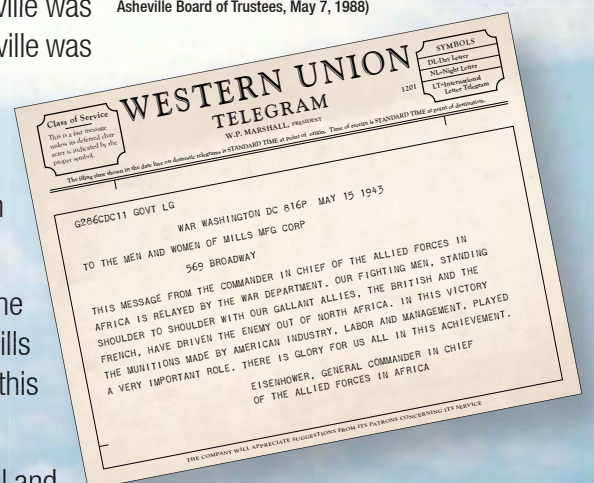 ville was
ville was
Asheville Board of Trustees, May 7, 1988)
ne
ills
this
l and
Class of Service
This is a fast message
unless its deferred char-
acter is indicated by the
proper symbol.
WESTERN UNION
TELEGRAM
W.P. MARSHALL, PRESIDENT
1201
SYMBOLS
DL=Day Letter
NL=Night Letter
LT=International
Letter Telegram
The filing time shown in the date line on domestic telegrams is STANDARD TIME at point of origin. Time of receipt is STANDARD TIME at point of destination.
G286CDC11 GOVT LG
WAR WASHINGTON DC 816P MAY 15 1943
TO THE MEN AND WOMEN OF MILLS MFG CORP
569 BROADWAY
THIS MESSAGE FROM THE COMMANDER IN CHIEF OF THE ALLIED FORCES IN
AFRICA IS RELAYED BY THE WAR DEPARTMENT. OUR FIGHTING MEN, STANDING
SHOULDER TO SHOULDER WITH OUR GALLANT ALLIES, THE BRITISH AND THE
FRENCH, HAVE DRIVEN THE ENEMY OUT OF NORTH AFRICA. IN THIS VICTORY
THE MUNITIONS MADE BY AMERICAN INDUSTRY, LABOR AND MANAGEMENT, PLAYED
A VERY IMPORTANT ROLE. THERE IS GLORY FOR US ALL IN THIS ACHIEVEMENT.
EISENHOWER, GENERAL COMMANDER IN CHIEF
OF THE ALLIED FORCES IN AFRICA
THE COMPANY WILL APPRECIATE SUGGESTIONS FROM ITS PATRONS CONCERNING ITS SERVICE